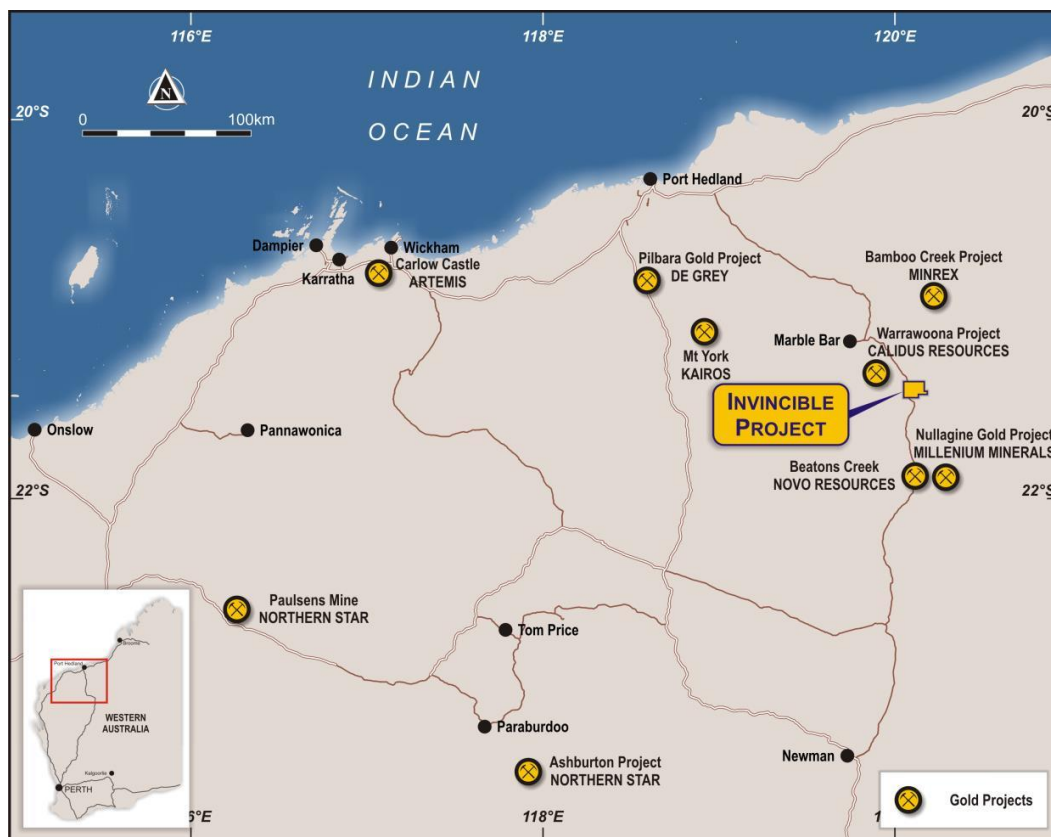 116°E
118°E
120°E
INDIAN
OCEAN
20°S
20°S
N
0
100km
Port Hedland
Dampier
Wickham
Karratha
Carlow Castle
ARTEMIS
Pilbara Gold Project
DE GREY
Bamboo Creek Project
MINREX
Mt York
KAIROS
Marble Bar
Warrawoona Project
CALIDUS RESOURCES
INVINCIBLE
PROJECT
Onslow
Pannawonica
Nullagine Gold Project
MILLENIUM MINERALS
Beatons Creek
NOVO RESOURCES
22°S
22°S
Paulsens Mine
NORTHERN STAR
Tom Price
Paraburdoo
Newman
Ashburton Project
NORTHERN STAR
Port Hedland
Broome
WESTERN
AUSTRALIA
Kalgoorlie
PERTH
6°E
118°E
Gold Projects